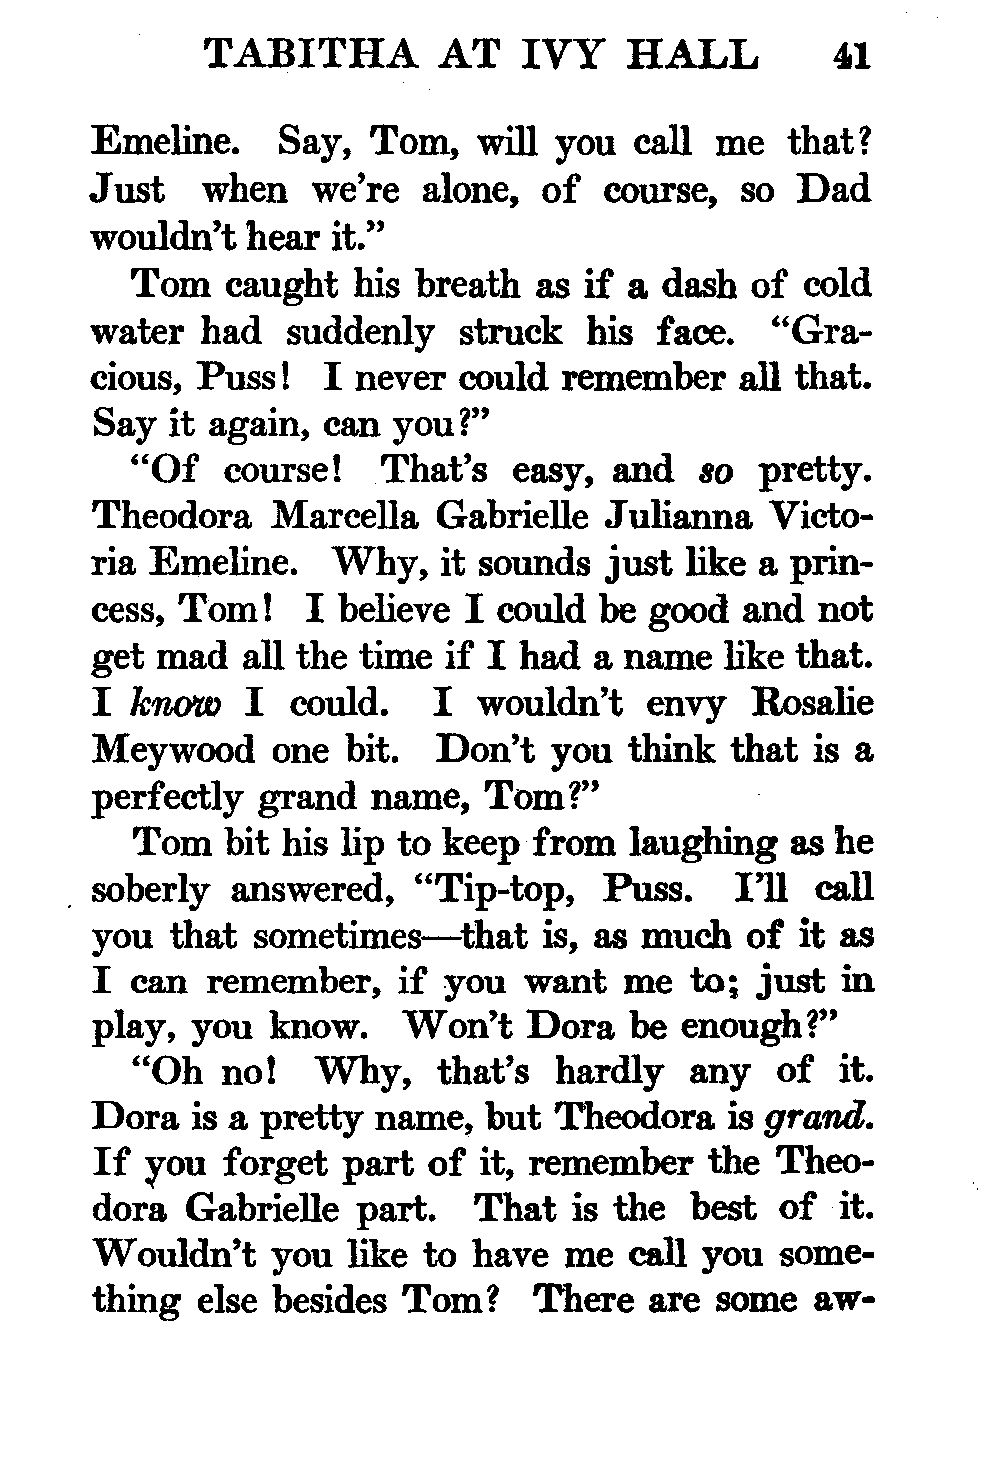 TABITHA AT IVY HALL 41
Emeline. Say, Tom, will you call me that?
Just when we're alone, of course, so Dad
wouldn't hear it."
Tom caught his breath as if a dash of cold
water had suddenly struck his face. "Gra-
cious, Puss! I never could remember all that.
Say it again, can you?"
"Of course! That's easy, and so pretty.
Theodora Marcella Gabrielle Julianna Victo-
ria Emeline. Why, it sounds just like a prin-
cess, Tom! I believe I could be good and not
get mad all the time if I had a name like that.
I know I could. I wouldn't envy Rosalie
Meywood one bit. Don't you think that is a
perfectly grand name, Tom?"
Tom bit his lip to keep from laughing as he
soberly answered, "Tip-top, Puss. I'll call
you that sometimes—that is, as much of it as
I can remember, if you want me to; just in
play, you know. Won't Dora be enough?"
"Oh no! Why, that's hardly any of it.
Dora is a pretty name, but Theodora is grand.
If you forget part of it, remember the Theo-
dora Gabrielle part. That is the best of it.
Wouldn't you like to have me call you some-
thing else besides Tom? There are some aw-